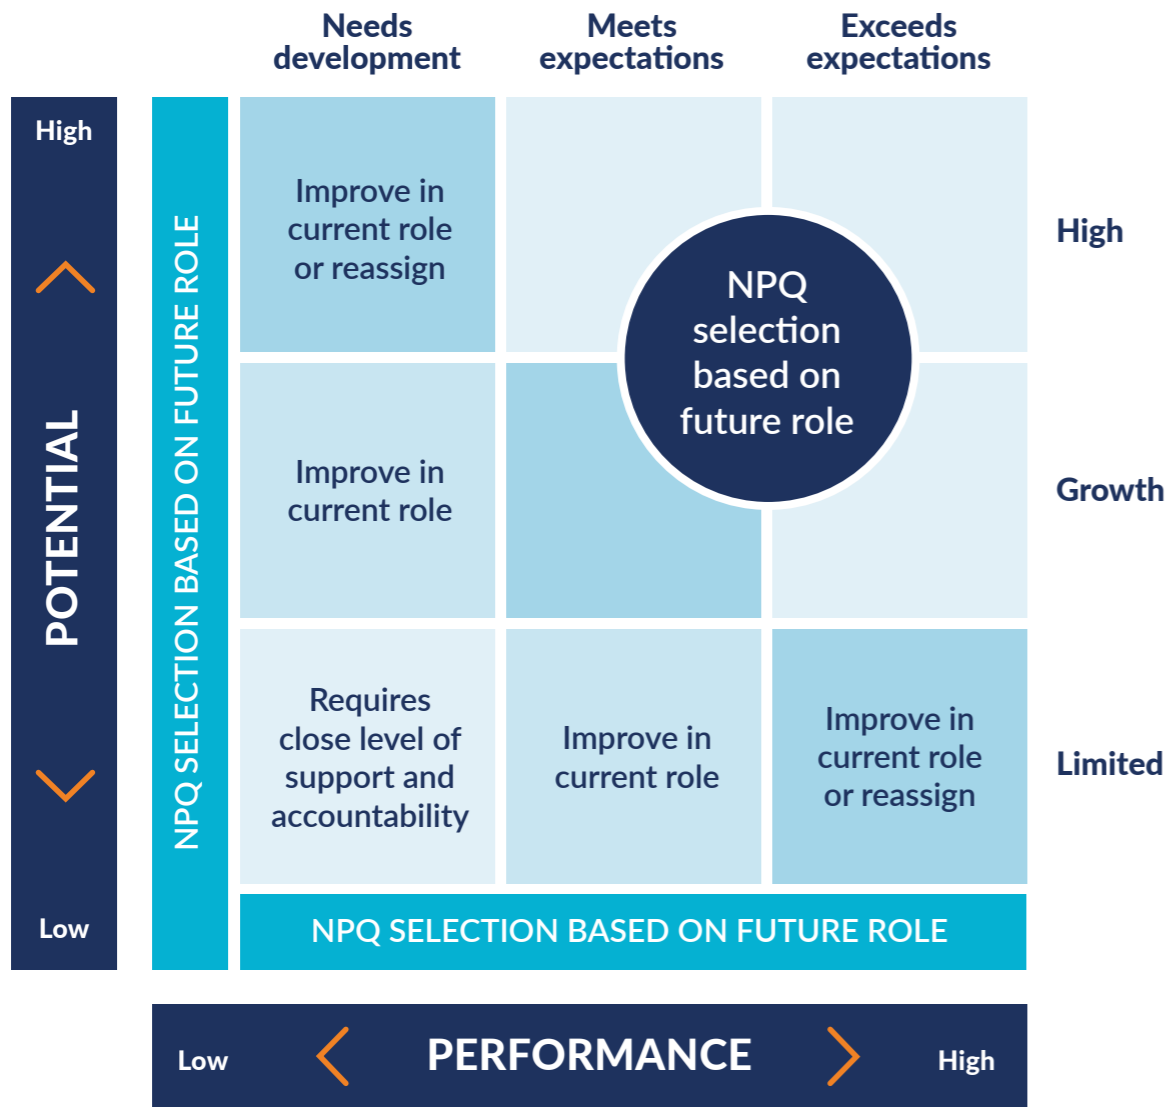 Needs
development
Meets
expectations
Exceeds
expectations
High
POTENTIAL
Low
NPQ SELECTION BASED ON FUTURE ROLE
Improve in
current role
or reassign
NPQ
selection
based on
future role
High
Improve in
current role
Growth
Requires
close level of
support and
accountability
Improve in
current role
Improve in
current role
or reassign
Limited
NPQ SELECTION BASED ON FUTURE ROLE
Low
PERFORMANCE
High